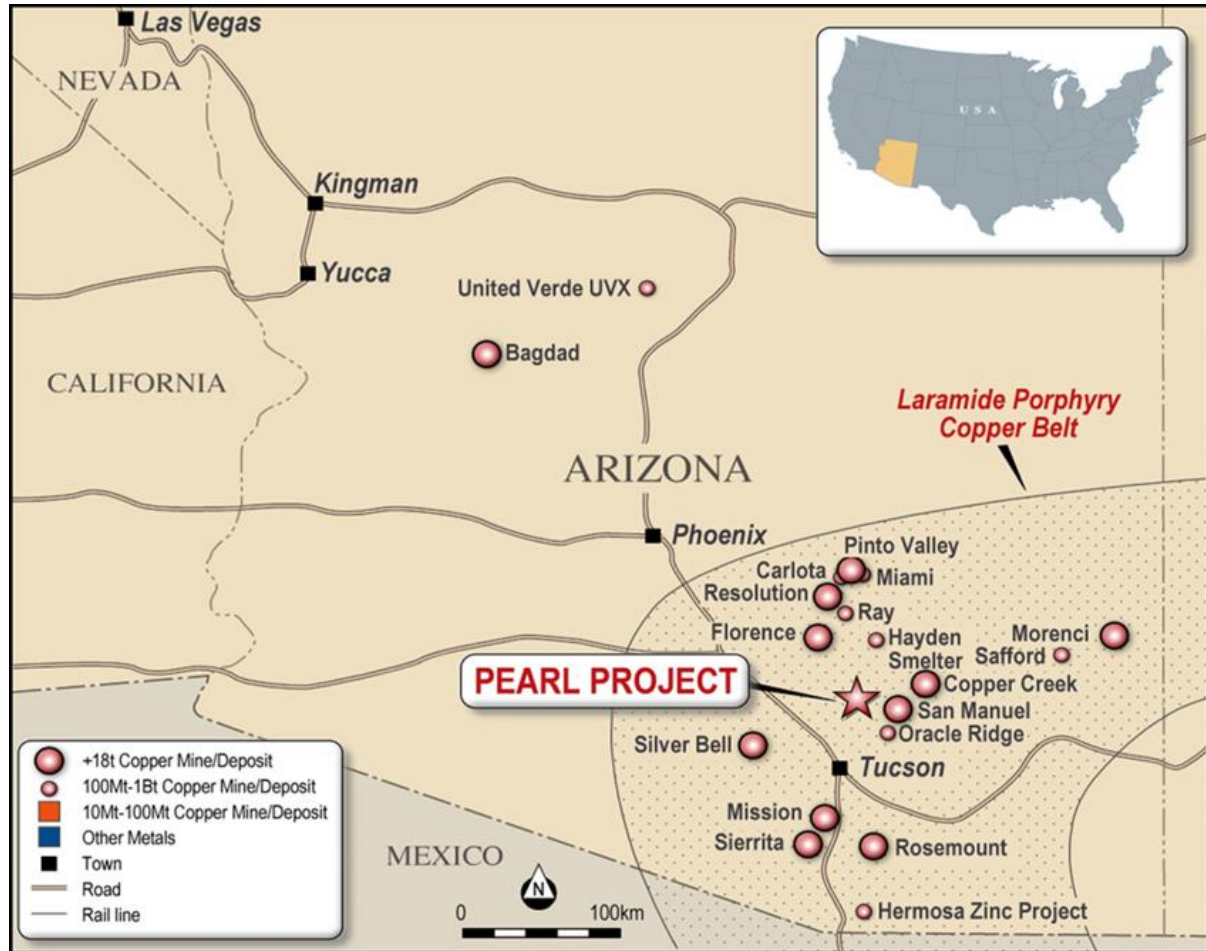 Las Vegas
NEVADA
USA
Kingman
Yucca
United Verde UVX
Bagdad
CALIFORNIA
Laramide Porphyry
Copper Belt
ARIZONA
Phoenix
Pinto Valley
Carlota
Miami
Resolution
Ray
Florence
Hayden
Smelter
Morenci
Safford
PEARL PROJECT
Copper Creek
San Manuel
Oracle Ridge
Silver Bell
Tucson
Mission
Sierrita
Rosemount
Hermosa Zinc Project
MEXICO
N
0 100km
+18t Copper Mine/Deposit
100Mt-1Bt Copper Mine/Deposit
10Mt-100Mt Copper Mine/Deposit
Other Metals
Town
Road
Rail line